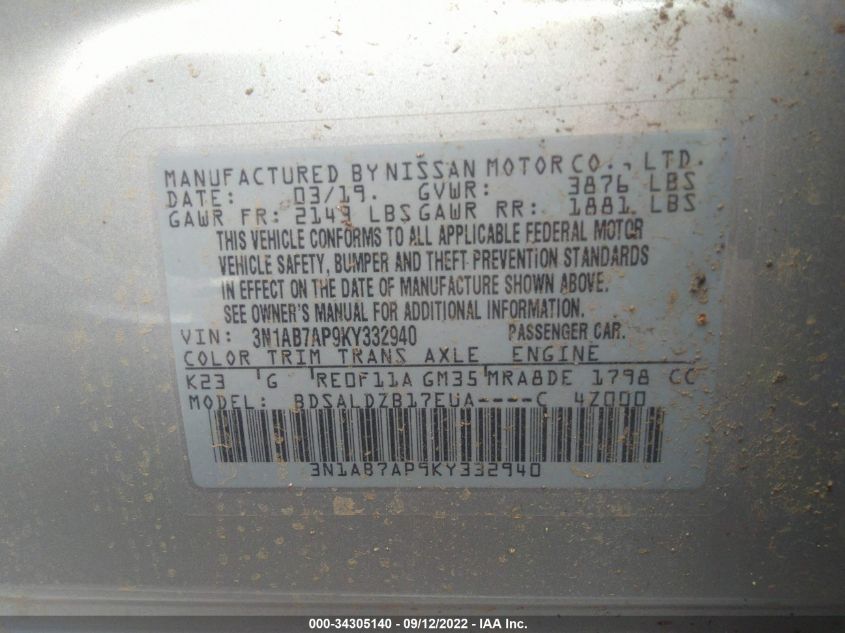 MANUFACTURED BY NISSAN MOTOR CO., LTD.
DATE: 03/19. GVWR: 3876 LBS
GAWR FR: 2149 LBS GAWR RR: 1881 LBS
THIS VEHICLE CONFORMS TO ALL APPLICABLE FEDERAL MOTOR
VEHICLE SAFETY, BUMPER AND THEFT PREVENTION STANDARDS
IN EFFECT ON THE DATE OF MANUFACTURE SHOWN ABOVE.
SEE OWNER'S MANUAL FOR ADDITIONAL INFORMATION.
VIN: 3N1AB7AP9KY332940 PASSENGER CAR.
COLOR TRIM TRANS AXLE ENGINE
K23 G RE0F11A GM35 MRA8DE 1798 CC
MODEL: BDSALDZB17EUA----C 4Z000
3N1AB7AP9KY332940
000-34305140 - 09/12/2022 - IAA Inc.